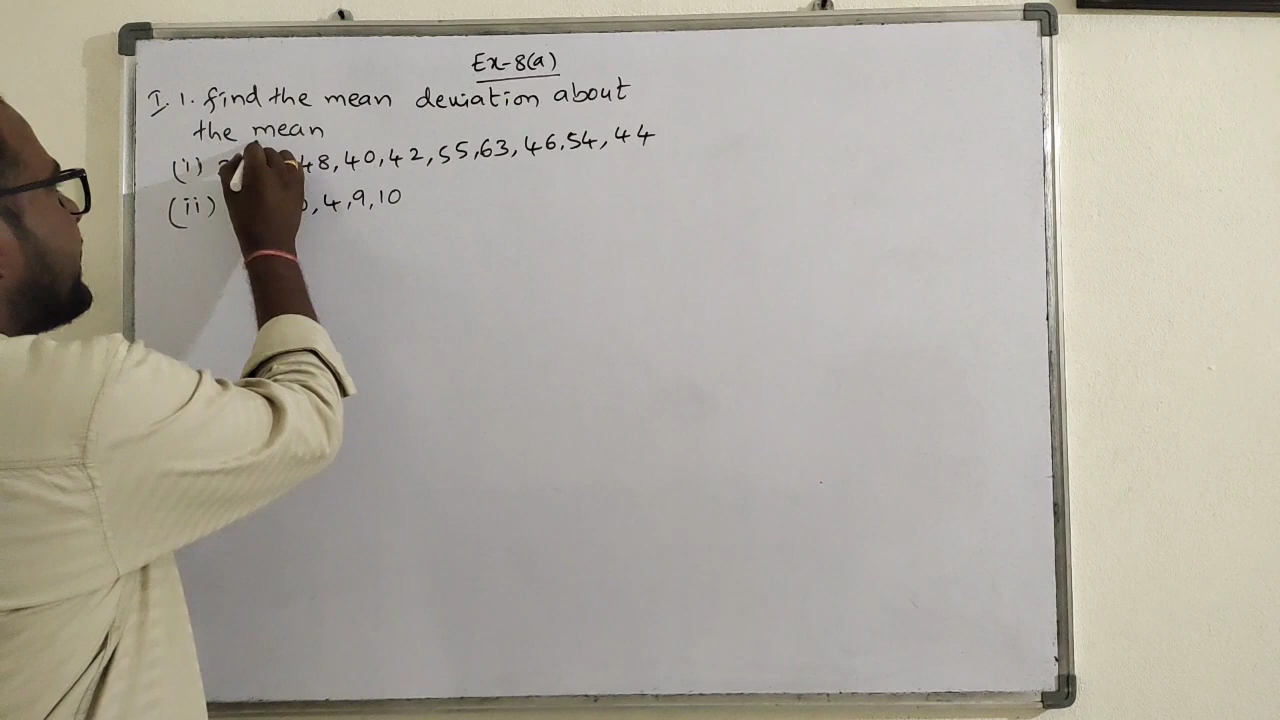 Ex-8(a)
I. 1. find the mean deviation about
the mean
(i) 48, 40, 42, 55, 63, 46, 54, 44
(ii) , 4, 9, 10